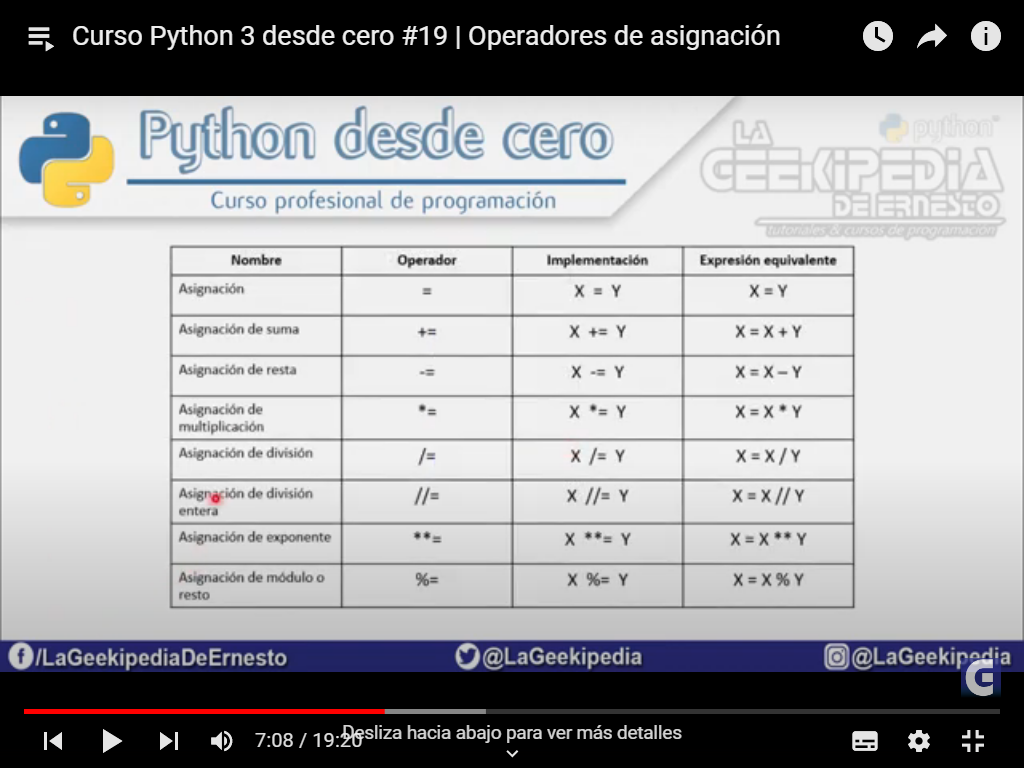 Curso Python 3 desde cero #19 | Operadores de asignación
Python desde cero
Curso profesional de programación
python
LA
GEEKIPEDIA
DE ERNESTO
tutoriales & cursos de programación
Nombre Operador Implementación Expresión equivalente
Asignación = X = Y X = Y
Asignación de suma += X += Y X = X + Y
Asignación de resta -= X -= Y X = X – Y
Asignación de
multiplicación *= X *= Y X = X * Y
Asignación de división /= X /= Y X = X / Y
Asignación de división
entera //= X //= Y X = X // Y
Asignación de exponente **= X **= Y X = X ** Y
Asignación de módulo o
resto %= X %= Y X = X % Y
/LaGeekipediaDeErnesto @LaGeekipedia @LaGeekipedia
G
7:08 / 19:20 Desliza hacia abajo para ver más detalles